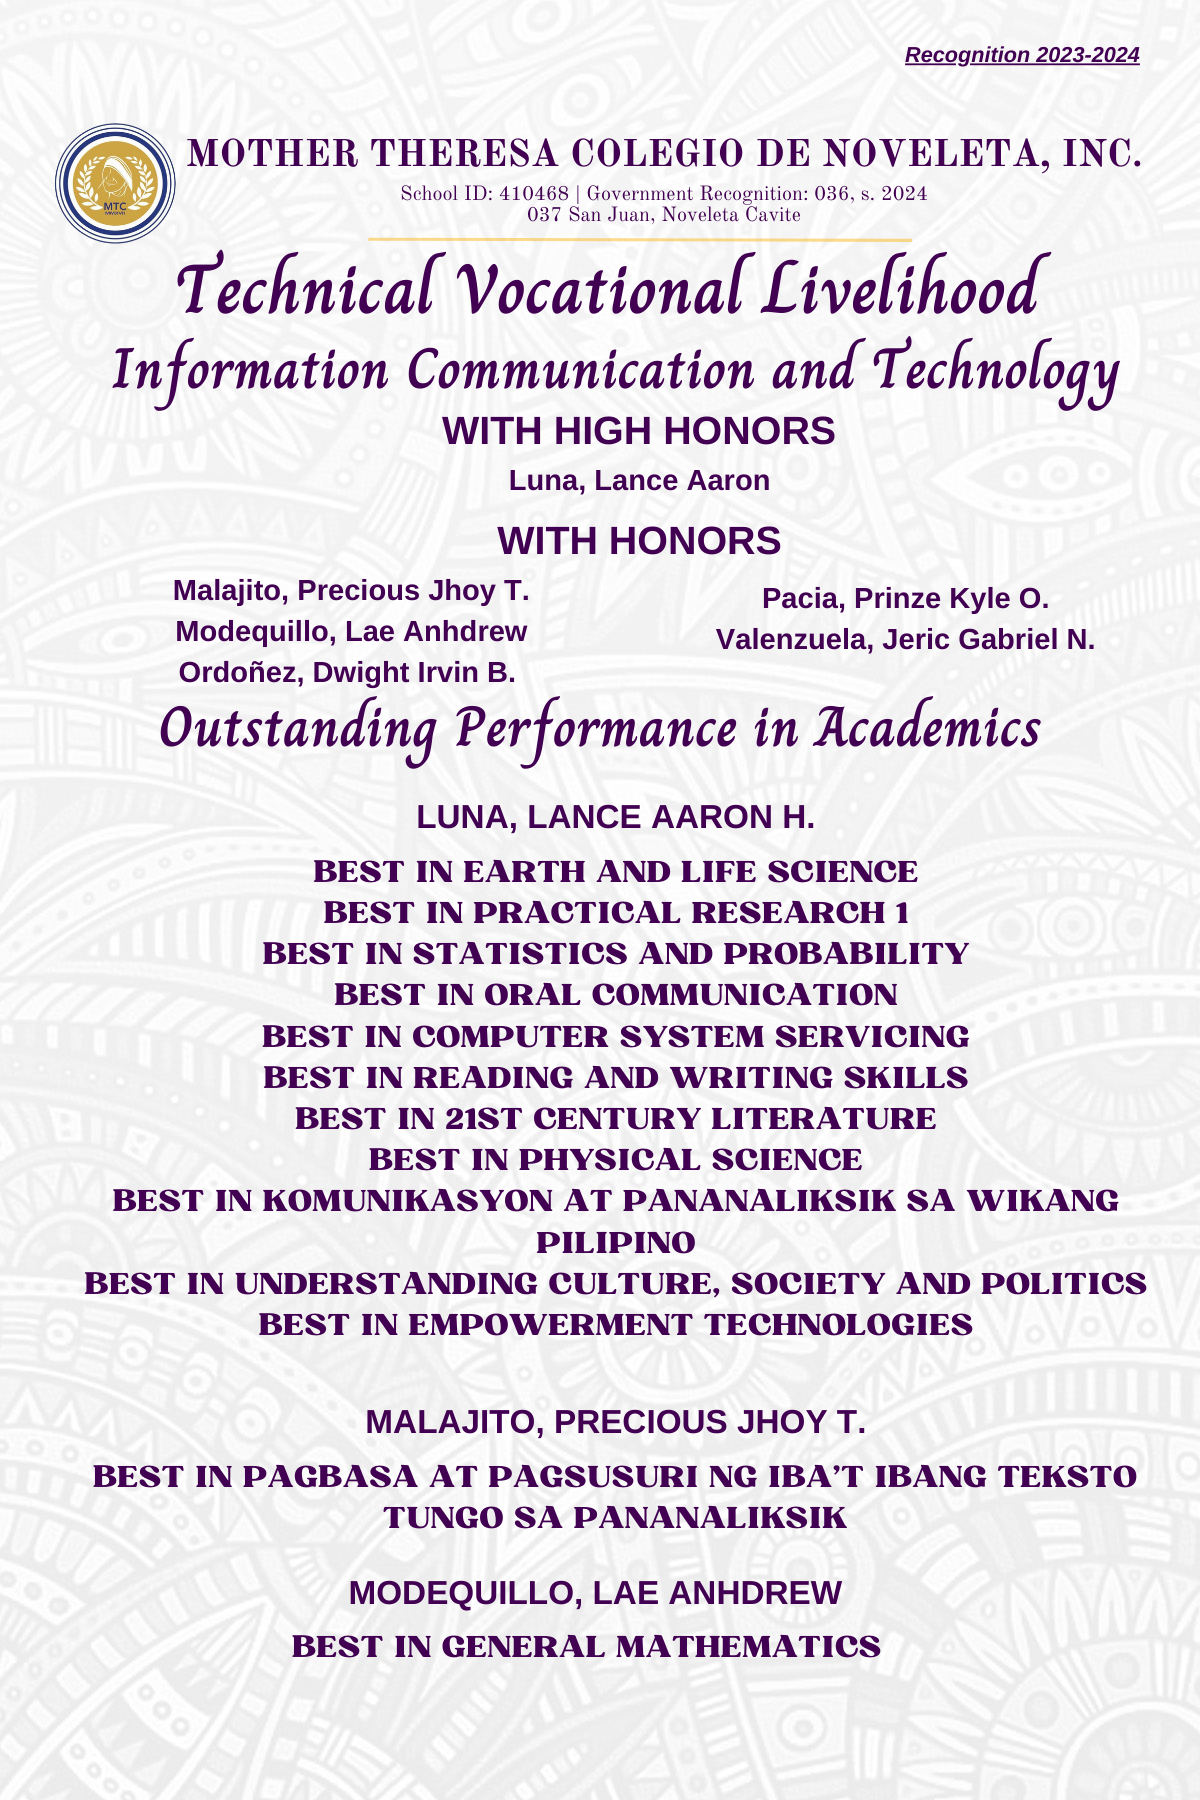 Recognition 2023-2024
MOTHER THERESA COLEGIO DE NOVELETA, INC.
School ID: 410468 | Government Recognition: 036, s. 2024
037 San Juan, Noveleta Cavite
MTC
Technical Vocational Livelihood
Information Communication and Technology
WITH HIGH HONORS
Luna, Lance Aaron
WITH HONORS
Malajito, Precious Jhoy T.
Modequillo, Lae Anhdrew
Ordoñez, Dwight Irvin B.
Pacia, Prinze Kyle O.
Valenzuela, Jeric Gabriel N.
Outstanding Performance in Academics
LUNA, LANCE AARON H.
BEST IN EARTH AND LIFE SCIENCE
BEST IN PRACTICAL RESEARCH 1
BEST IN STATISTICS AND PROBABILITY
BEST IN ORAL COMMUNICATION
BEST IN COMPUTER SYSTEM SERVICING
BEST IN READING AND WRITING SKILLS
BEST IN 21ST CENTURY LITERATURE
BEST IN PHYSICAL SCIENCE
BEST IN KOMUNIKASYON AT PANANALIKSIK SA WIKANG
PILIPINO
BEST IN UNDERSTANDING CULTURE, SOCIETY AND POLITICS
BEST IN EMPOWERMENT TECHNOLOGIES
MALAJITO, PRECIOUS JHOY T.
BEST IN PAGBASA AT PAGSUSURI NG IBA’T IBANG TEKSTO
TUNGO SA PANANALIKSIK
MODEQUILLO, LAE ANHDREW
BEST IN GENERAL MATHEMATICS